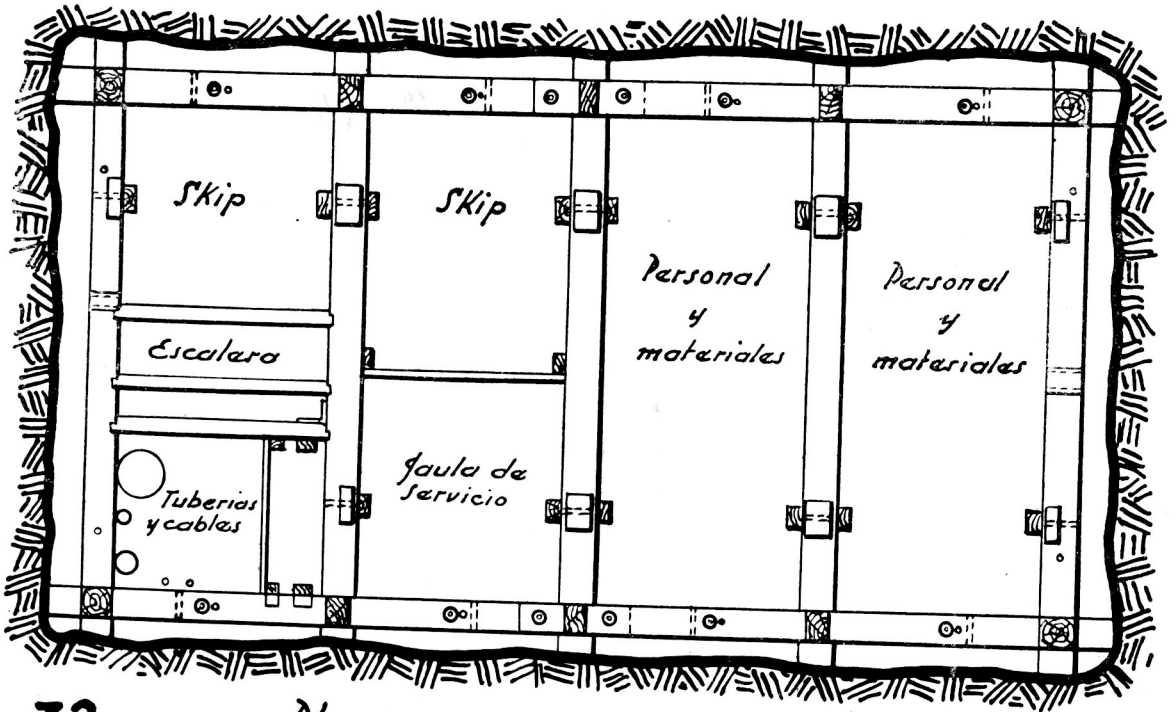 Skip
Skip
Personal
y
materiales
Personal
y
materiales
Escalera
Jaula de
servicio
Tuberias
y cables